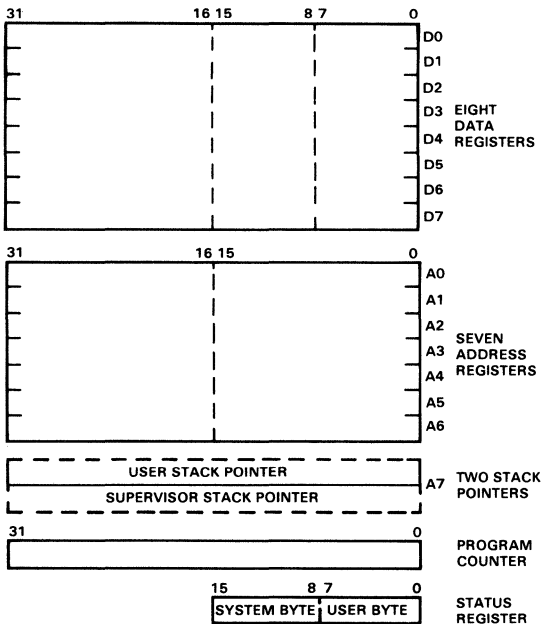 31 16 15 8 7 0
D0
D1
D2
D3
D4
D5
D6
D7
EIGHT
DATA
REGISTERS
31 16 15 0
A0
A1
A2
A3
A4
A5
A6
SEVEN
ADDRESS
REGISTERS
USER STACK POINTER
SUPERVISOR STACK POINTER
A7
TWO STACK
POINTERS
31 0
PROGRAM
COUNTER
15 8 7 0
SYSTEM BYTE USER BYTE
STATUS
REGISTER